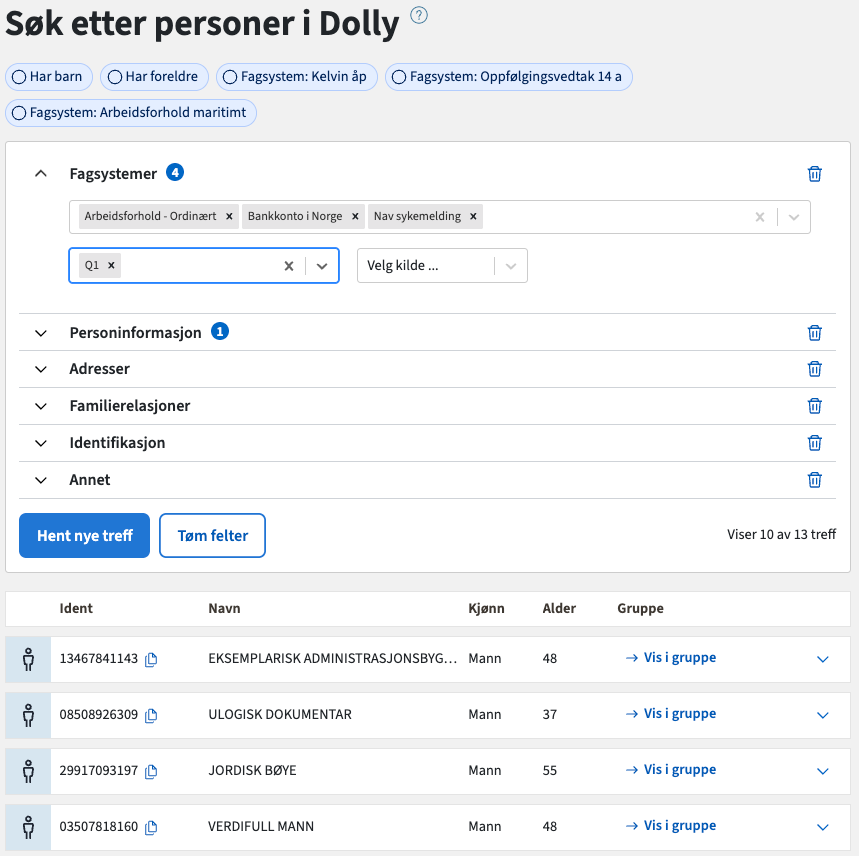 Søk etter personer i Dolly ?
Har barn Har foreldre Fagsystem: Kelvin åp Fagsystem: Oppfølgingsvedtak 14 a
Fagsystem: Arbeidsforhold maritimt
Fagsystemer 4
Arbeidsforhold - Ordinært Bankkonto i Norge Nav sykemelding
Q1 Velg kilde ...
Personinformasjon 1
Adresser
Familierelasjoner
Identifikasjon
Annet
Hent nye treff Tøm felter Viser 10 av 13 treff
Ident Navn Kjønn Alder Gruppe
13467841143 EKSEMPLARISK ADMINISTRASJONSBYG... Mann 48 → Vis i gruppe
08508926309 ULOGISK DOKUMENTAR Mann 37 → Vis i gruppe
29917093197 JORDISK BØYE Mann 55 → Vis i gruppe
03507818160 VERDIFULL MANN Mann 48 → Vis i gruppe